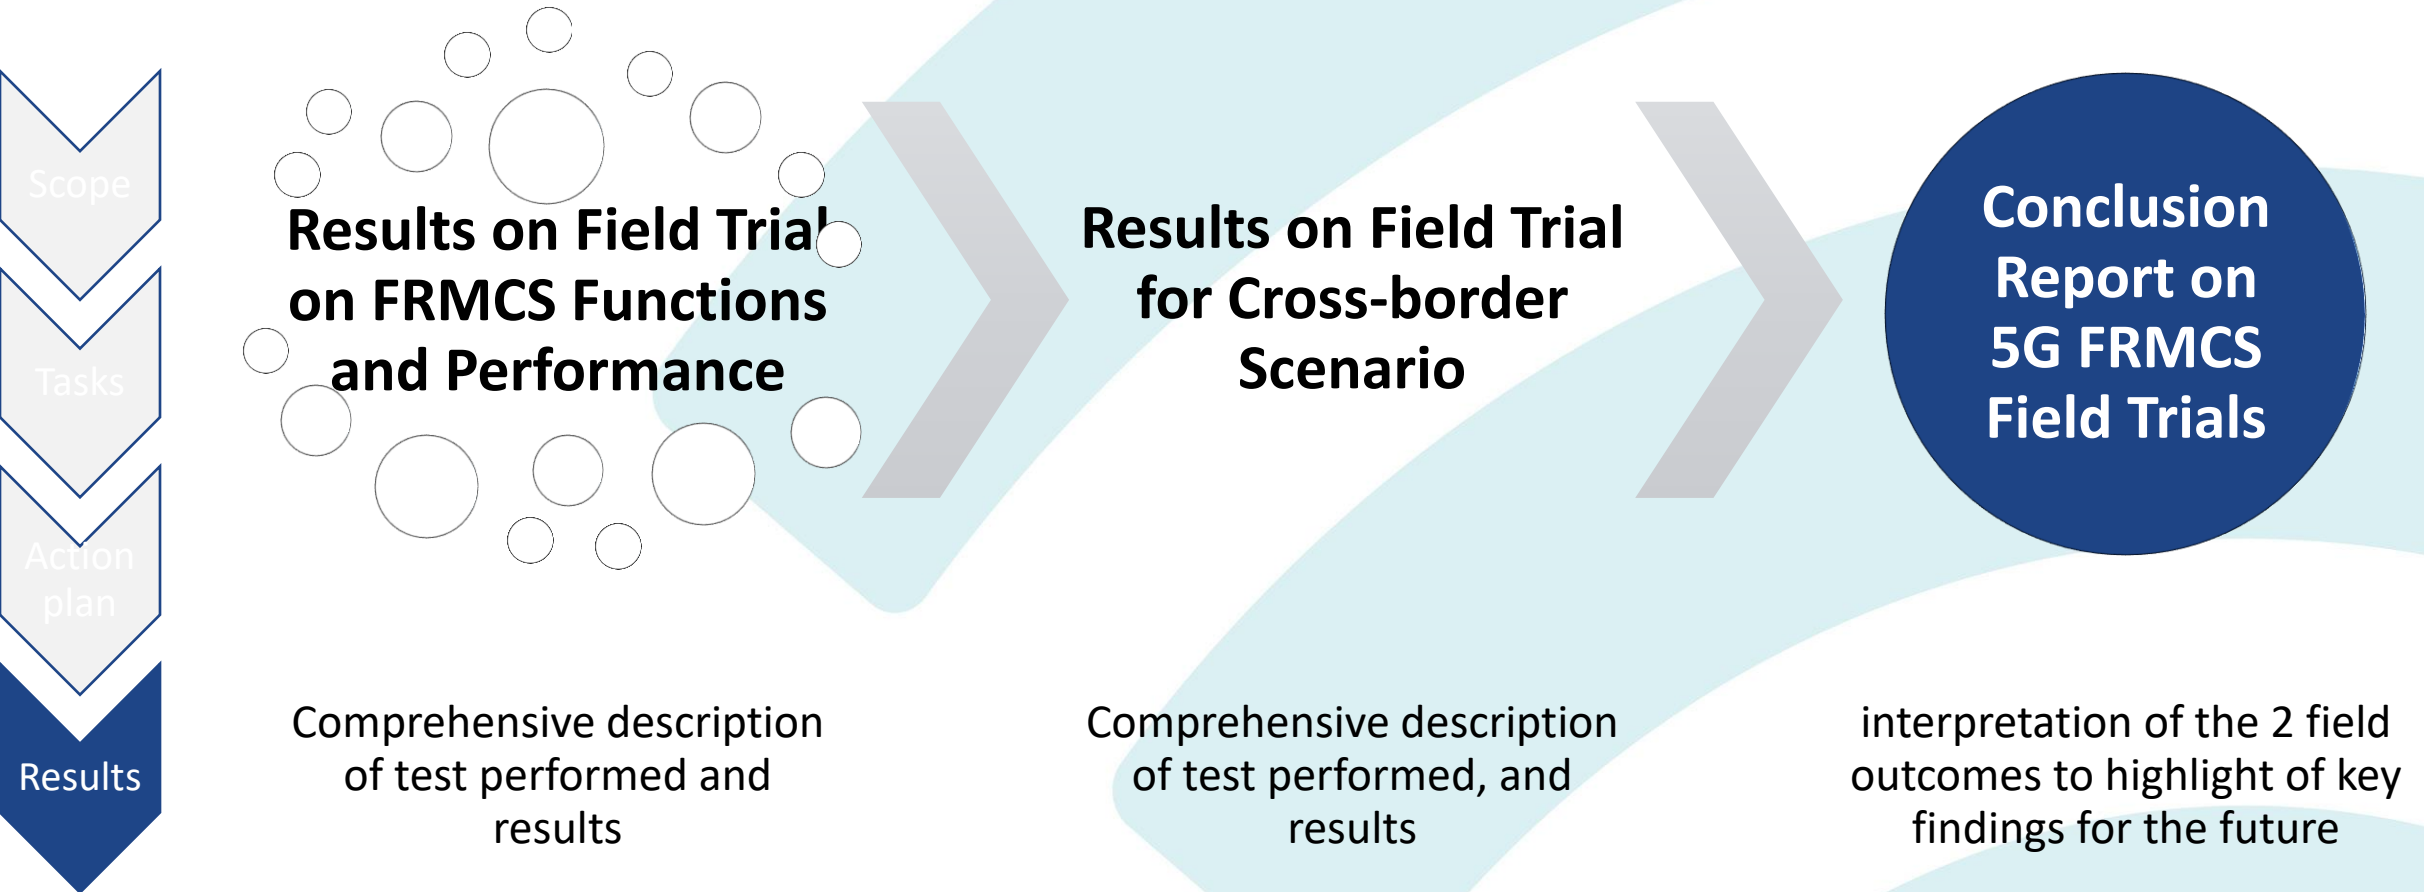 Scope
Tasks
Action
plan
Results
Results on Field Trial
on FRMCS Functions
and Performance
Comprehensive description
of test performed and
results
Results on Field Trial
for Cross-border
Scenario
Comprehensive description
of test performed, and
results
Conclusion
Report on
5G FRMCS
Field Trials
interpretation of the 2 field
outcomes to highlight of key
findings for the future